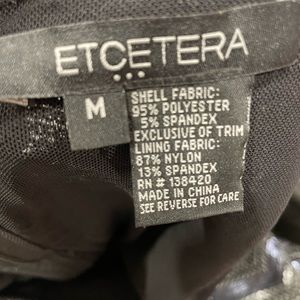 ETCETERA
M
SHELL FABRIC:
95% POLYESTER
5% SPANDEX
EXCLUSIVE OF TRIM
LINING FABRIC:
87% NYLON
13% SPANDEX
RN # 138420
MADE IN CHINA
SEE REVERSE FOR CARE